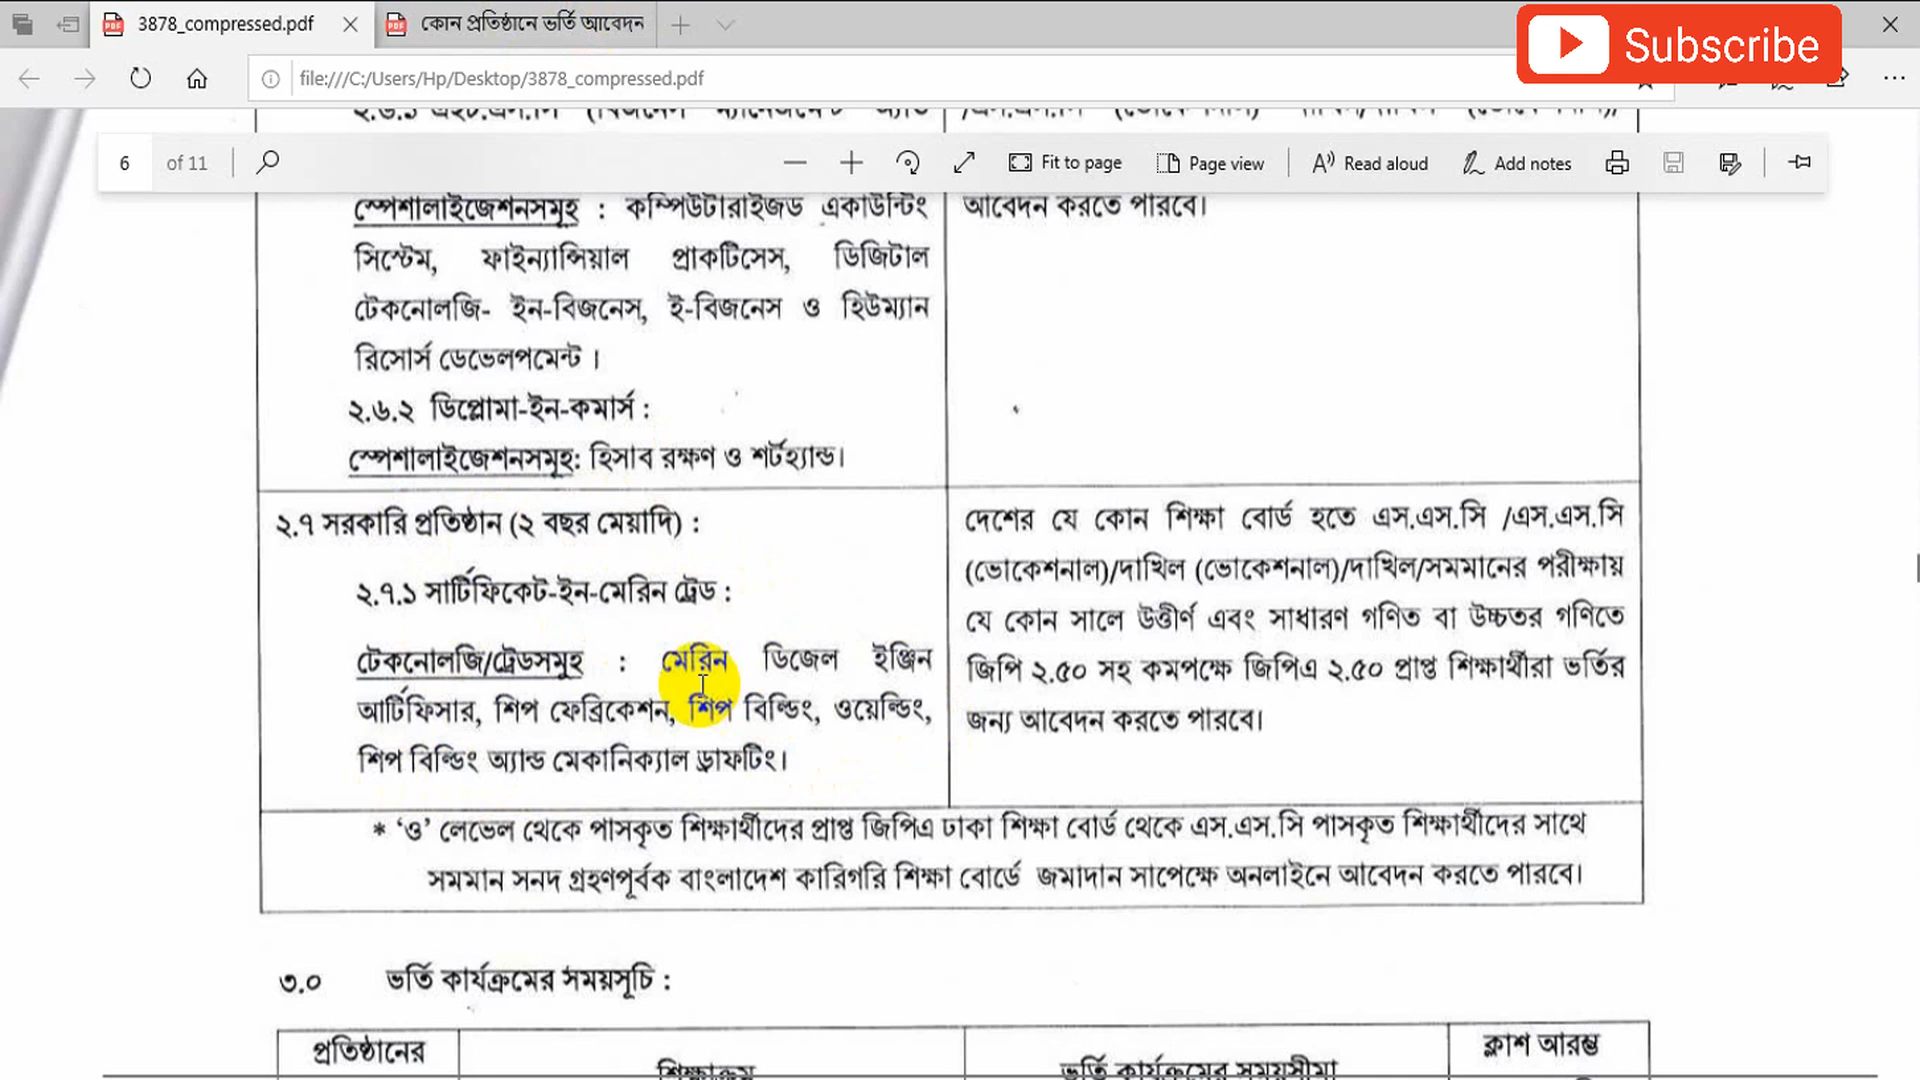 3878_compressed.pdf
কোন প্রতিষ্ঠানে ভর্তি আবেদন
Subscribe
file:///C:/Users/Hp/Desktop/3878_compressed.pdf
6 of 11 Fit to page Page view Read aloud Add notes
স্পেশালাইজেশনসমূহ : কম্পিউটারাইজড একাউন্টিং
সিস্টেম, ফাইন্যান্সিয়াল প্রাকটিসেস, ডিজিটাল
টেকনোলজি- ইন-বিজনেস, ই-বিজনেস ও হিউম্যান
রিসোর্স ডেভেলপমেন্ট ।
২.৬.২ ডিপ্লোমা-ইন-কমার্স :
স্পেশালাইজেশনসমূহ: হিসাব রক্ষণ ও শর্টহ্যান্ড।
আবেদন করতে পারবে।
২.৭ সরকারি প্রতিষ্ঠান (২ বছর মেয়াদি) :
২.৭.১ সার্টিফিকেট-ইন-মেরিন ট্রেড :
টেকনোলজি/ট্রেডসমুহ : মেরিন ডিজেল ইঞ্জিন
আর্টিফিসার, শিপ ফেব্রিকেশন, শিপ বিল্ডিং, ওয়েল্ডিং,
শিপ বিল্ডিং অ্যান্ড মেকানিক্যাল ড্রাফটিং।
দেশের যে কোন শিক্ষা বোর্ড হতে এস.এস.সি /এস.এস.সি
(ভোকেশনাল)/দাখিল (ভোকেশনাল)/দাখিল/সমমানের পরীক্ষায়
যে কোন সালে উত্তীর্ণ এবং সাধারণ গণিত বা উচ্চতর গণিতে
জিপি ২.৫০ সহ কমপক্ষে জিপিএ ২.৫০ প্রাপ্ত শিক্ষার্থীরা ভর্তির
জন্য আবেদন করতে পারবে।
* ‘ও’ লেভেল থেকে পাসকৃত শিক্ষার্থীদের প্রাপ্ত জিপিএ ঢাকা শিক্ষা বোর্ড থেকে এস.এস.সি পাসকৃত শিক্ষার্থীদের সাথে
সমমান সনদ গ্রহণপূর্বক বাংলাদেশ কারিগরি শিক্ষা বোর্ডে জমাদান সাপেক্ষে অনলাইনে আবেদন করতে পারবে।
৩.০ ভর্তি কার্যক্রমের সময়সূচি :
প্রতিষ্ঠানের
শিক্ষাক্রম
ভর্তি কার্যক্রমের সময়সীমা
ক্লাশ আরম্ভ